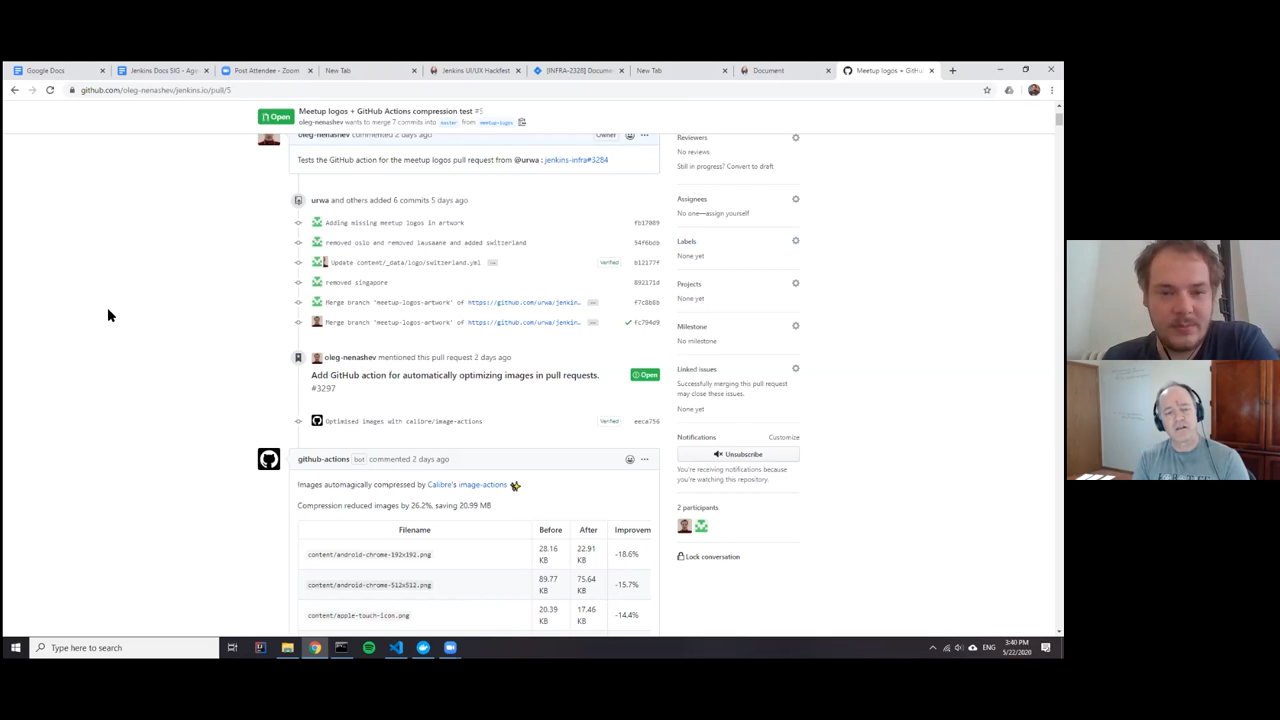 Google Docs
Jenkins Docs SIG - Age
Post Attendee - Zoom
New Tab
Jenkins UI/UX Hackfest
[INFRA-2328] Docume
New Tab
Document
Meetup logos + GitHu
github.com/oleg-nenashev/jenkins.io/pull/5
Open
Meetup logos + GitHub Actions compression test #5
oleg-nenashev wants to merge 7 commits into master from meetup-logos
oleg-nenashev commented 2 days ago
Owner
Tests the GitHub action for the meetup logos pull request from @urwa : jenkins-infra#3284
urwa and others added 6 commits 5 days ago
Adding missing meetup logos in artwork fb17089
removed oslo and removed lausaane and added switzerland 54f6bdb
Update content/_data/logo/switzerland.yml Verified b12177f
removed singapore 892171d
Merge branch 'meetup-logos-artwork' of https://github.com/urwa/jenkin… f7c8b8b
Merge branch 'meetup-logos-artwork' of https://github.com/urwa/jenkin… fc794d9
oleg-nenashev mentioned this pull request 2 days ago
Add GitHub action for automatically optimizing images in pull requests.
#3297
Open
Optimised images with calibre/image-actions Verified eeca756
github-actions bot commented 2 days ago
Images automagically compressed by Calibre's image-actions ✨
Compression reduced images by 26.2%, saving 20.99 MB
Filename Before After Improvem
content/android-chrome-192x192.png 28.16 KB 22.91 KB -18.6%
content/android-chrome-512x512.png 89.77 KB 75.64 KB -15.7%
content/apple-touch-icon.png 20.39 KB 17.46 KB -14.4%
Reviewers
No reviews
Still in progress? Convert to draft
Assignees
No one—assign yourself
Labels
None yet
Projects
None yet
Milestone
No milestone
Linked issues
Successfully merging this pull request
may close these issues.
None yet
Notifications
Customize
Unsubscribe
You're receiving notifications because
you're watching this repository.
2 participants
Lock conversation
Type here to search
ENG
3:40 PM
5/22/2020